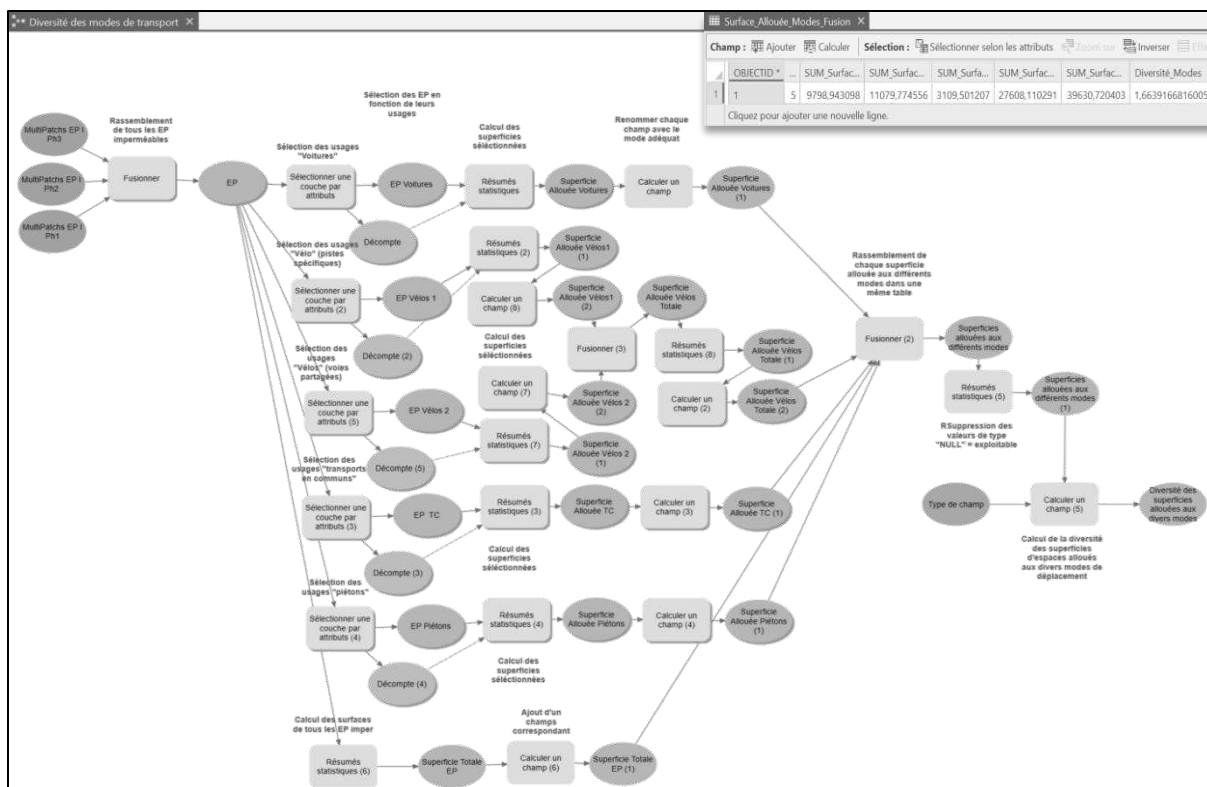 Diversité des modes de transport ×
Surface_Allouée_Modes_Fusion ×
Champ : Ajouter Calculer Sélection : Sélectionner selon les attributs Zoom sur Inverser
OBJECTID * ... SUM_Surfac... SUM_Surfac... SUM_Surfa... SUM_Surfac... SUM_Surfac... Diversité_Modes
1 1 5 9798,943098 11079,774556 3109,501207 27608,110291 39630,720403 1,6639166816005
Cliquez pour ajouter une nouvelle ligne.
MultiPatchs EP I
Ph3
MultiPatchs EP I
Ph2
MultiPatchs EP I
Ph1
Rassemblement
de tous les EP
imperméables
Fusionner
EP
Sélection des EP en
fonction de leurs
usages
Sélection des usages
"Voitures"
Sélectionner une
couche par
attributs
EP Voitures
Décompte
Calcul des
superficies
séléctionnées
Résumés
statistiques
Superficie
Allouée Voitures
Renommer chaque
champ avec le
mode adéquat
Calculer un
champ
Superficie
Allouée Voitures
(1)
Sélection des usages
"Vélo" (pistes
spécifiques)
Sélectionner une
couche par
attributs (2)
EP Vélos 1
Décompte (2)
Résumés
statistiques (2)
Superficie
Allouée Vélos1
(1)
Calculer un
champ (8)
Superficie
Allouée Vélos1
(2)
Superficie
Allouée Vélos
Totale
Fusionner (3)
Résumés
statistiques (8)
Superficie
Allouée Vélos
Totale (1)
Calculer un
champ (2)
Superficie
Allouée Vélos
Totale (2)
Calcul des
superficies
séléctionnées
Calculer un
champ (7)
Superficie
Allouée Vélos 2
(2)
Sélection des
usages
"Vélos" (voies
partagées)
Sélectionner une
couche par
attributs (5)
EP Vélos 2
Décompte (5)
Résumés
statistiques (7)
Superficie
Allouée Vélos 2
(1)
Sélection des
usages "transports
en communs"
Sélectionner une
couche par
attributs (3)
EP TC
Décompte (3)
Résumés
statistiques (3)
Superficie
Allouée TC
Calculer un
champ (3)
Superficie
Allouée TC (1)
Calcul des
superficies
séléctionnées
Sélection des
usages "piétons"
Sélectionner une
couche par
attributs (4)
EP Piétons
Décompte (4)
Résumés
statistiques (4)
Superficie
Allouée Piétons
Calculer un
champ (4)
Superficie
Allouée Piétons
(1)
Calcul des
superficies
séléctionnées
Calcul des surfaces
de tous les EP imper
Résumés
statistiques (6)
Superficie Totale
EP
Ajout d'un
champs
correspondant
Calculer un
champ (6)
Superficie Totale
EP (1)
Rassemblement de
chaque superficie
allouée aux différents
modes dans une
même table
Fusionner (2)
Superficies
allouées aux
différents modes
Résumés
statistiques (5)
Superficies
allouées aux
différents modes
(1)
RSuppression des
valeurs de type
"NULL" = exploitable
Type de champ
Calculer un
champ (5)
Diversité des
superficies
allouées aux
divers modes
Calcul de la diversité
des superficies
d'espaces alloués
aux divers modes de
déplacement